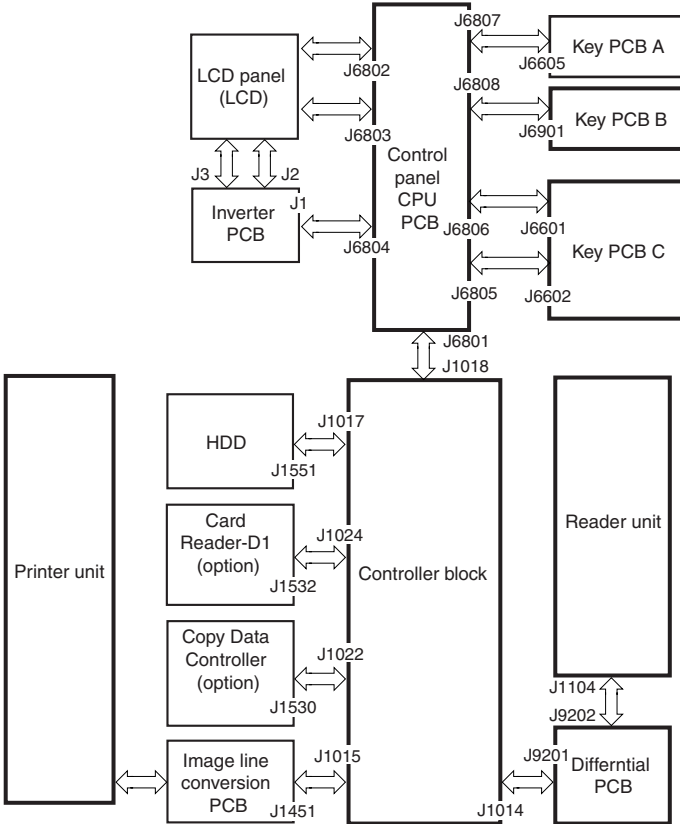 J6807
Key PCB A
J6605
LCD panel
(LCD)
J6802
J6808
Key PCB B
J6901
J6803
Control
panel
CPU
PCB
J3
J2
J1
Inverter
PCB
J6804
J6806
J6601
Key PCB C
J6805
J6602
J6801
J1018
HDD
J1017
J1551
Card
Reader-D1
(option)
J1024
J1532
Printer unit
Controller block
Reader unit
Copy Data
Controller
(option)
J1022
J1530
J1104
J9202
Image line
conversion
PCB
J1015
J1451
J9201
J1014
Differntial
PCB